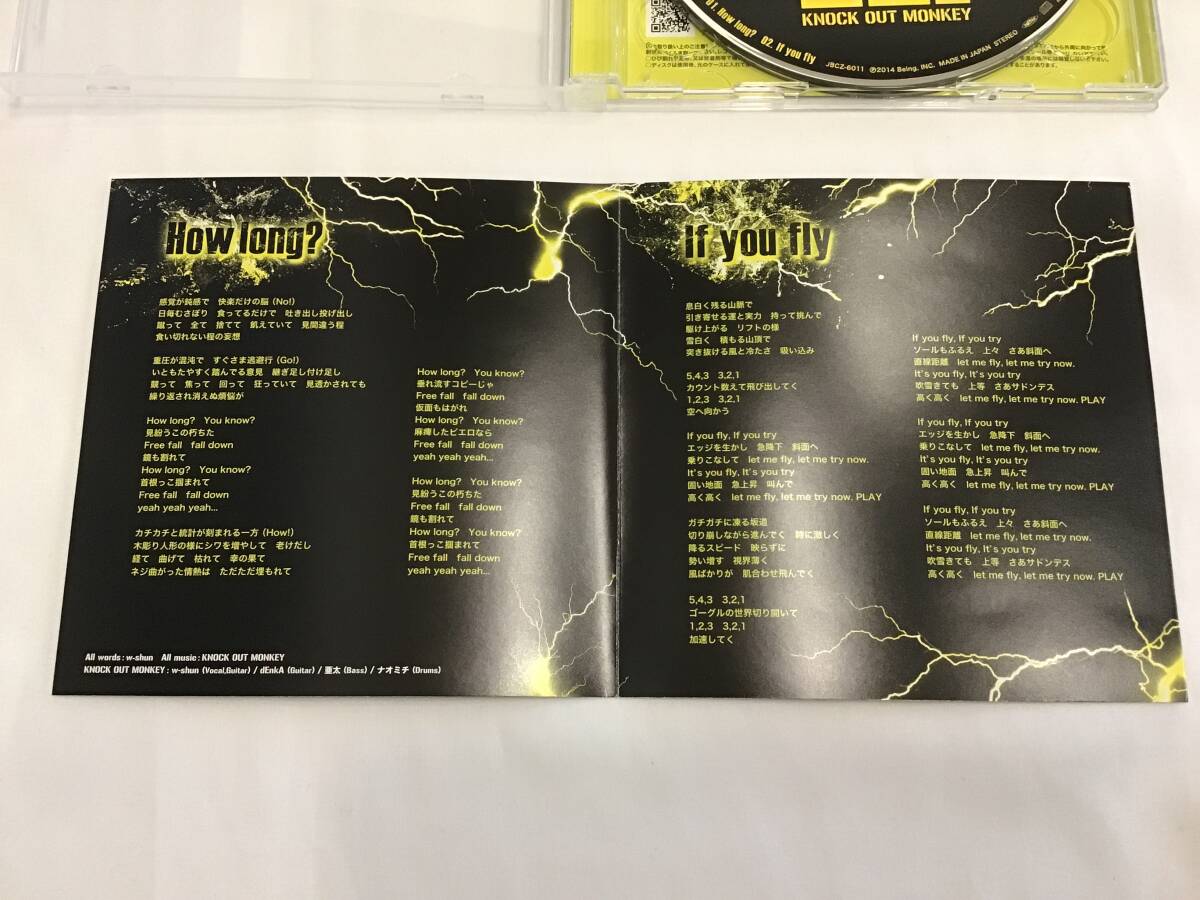 01. How long? 02. If you fly
KNOCK OUT MONKEY
JBCZ-6011 ℗2014 Being, INC. MADE IN JAPAN STEREO
How long?
感覚が鈍感で 快楽だけの脳（No!）
日毎むさぼり 食ってるだけで 吐き出し投げ出し
蹴って 全て 捨てて 飢えていて 見間違う程
食い切れない程の妄想
重圧が混沌で すぐさま逃避行（Go!）
いともたやすく踏んでる意見 継ぎ足し付け足し
競って 焦って 回って 狂っていて 見透かされても
繰り返され消えぬ煩悩が
How long? You know?
見紛うこの朽ちた
Free fall fall down
鏡も割れて
How long? You know?
首根っこ掴まれて
Free fall fall down
yeah yeah yeah...
カチカチと統計が刻まれる一方（How!）
木彫り人形の様にシワを増やして 老けだし
経て 曲げて 枯れて 幸の果て
ネジ曲がった情熱は ただただ埋もれて
How long? You know?
垂れ流すコピーじゃ
Free fall fall down
仮面もはがれ
How long? You know?
麻痺したピエロなら
Free fall fall down
yeah yeah yeah...
How long? You know?
見紛うこの朽ちた
Free fall fall down
鏡も割れて
How long? You know?
首根っこ掴まれて
Free fall fall down
yeah yeah yeah...
All words : w-shun All music : KNOCK OUT MONKEY
KNOCK OUT MONKEY : w-shun (Vocal,Guitar) / dEnkA (Guitar) / 亜太 (Bass) / ナオミチ (Drums)
If you fly
息白く残る山脈で
引き寄せる運と実力 持って挑んで
駆け上がる リフトの様
雪白く 積もる山頂で
突き抜ける風と冷たさ 吸い込み
5,4,3 3,2,1
カウント数えて飛び出してく
1,2,3 3,2,1
空へ向かう
If you fly, If you try
エッジを生かし 急降下 斜面へ
乗りこなして let me fly, let me try now.
It's you fly, It's you try
固い地面 急上昇 叫んで
高く高く let me fly, let me try now. PLAY
ガチガチに凍る坂道
切り崩しながら進んでく 時に激しく
降るスピード 映らずに
勢い増す 視界薄く
風ばかりが 肌合わせ飛んでく
5,4,3 3,2,1
ゴーグルの世界切り開いて
1,2,3 3,2,1
加速してく
If you fly, If you try
ソールもふるえ 上々 さあ斜面へ
直線距離 let me fly, let me try now.
It's you fly, It's you try
吹雪きても 上等 さあサドンデス
高く高く let me fly, let me try now. PLAY
If you fly, If you try
エッジを生かし 急降下 斜面へ
乗りこなして let me fly, let me try now.
It's you fly, It's you try
固い地面 急上昇 叫んで
高く高く let me fly, let me try now. PLAY
If you fly, If you try
ソールもふるえ 上々 さあ斜面へ
直線距離 let me fly, let me try now.
It's you fly, It's you try
吹雪きても 上等 さあサドンデス
高く高く let me fly, let me try now. PLAY